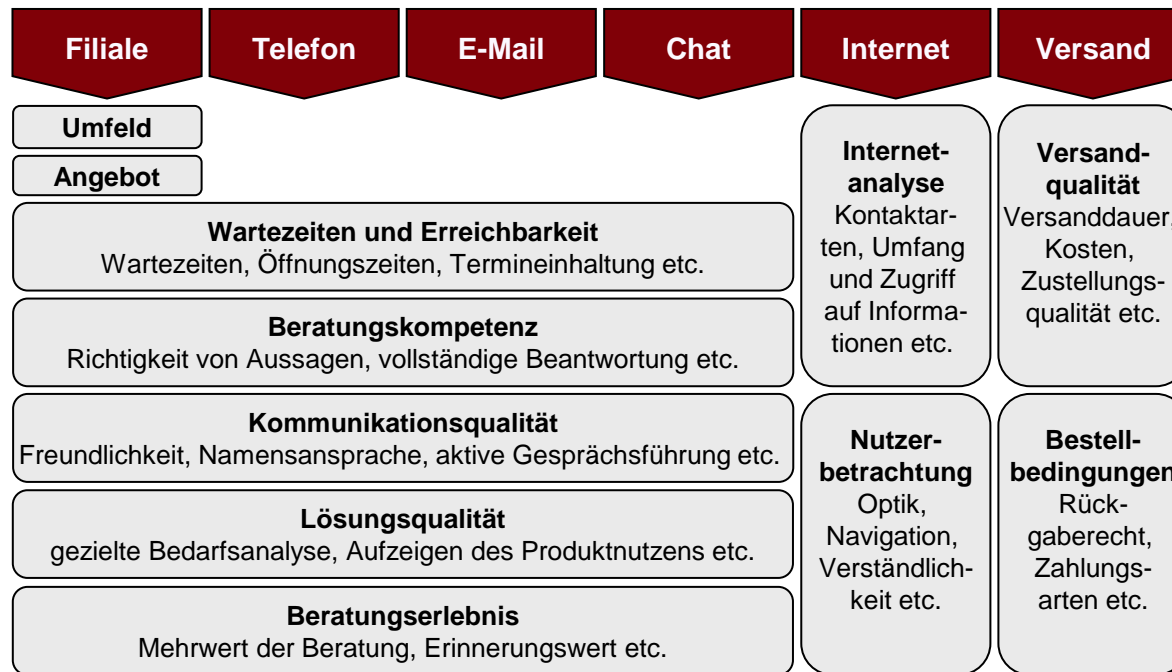 Filiale
Telefon
E-Mail
Chat
Internet
Versand
Umfeld
Angebot
Wartezeiten und Erreichbarkeit
Wartezeiten, Öffnungszeiten, Termineinhaltung etc.
Beratungskompetenz
Richtigkeit von Aussagen, vollständige Beantwortung etc.
Kommunikationsqualität
Freundlichkeit, Namensansprache, aktive Gesprächsführung etc.
Lösungsqualität
gezielte Bedarfsanalyse, Aufzeigen des Produktnutzens etc.
Beratungserlebnis
Mehrwert der Beratung, Erinnerungswert etc.
Internet-
analyse
Kontaktar-
ten, Umfang
und Zugriff
auf Informa-
tionen etc.
Nutzer-
betrachtung
Optik,
Navigation,
Verständlich-
keit etc.
Versand-
qualität
Versanddauer,
Kosten,
Zustellungs-
qualität etc.
Bestell-
bedingungen
Rück-
gaberecht,
Zahlungs-
arten etc.